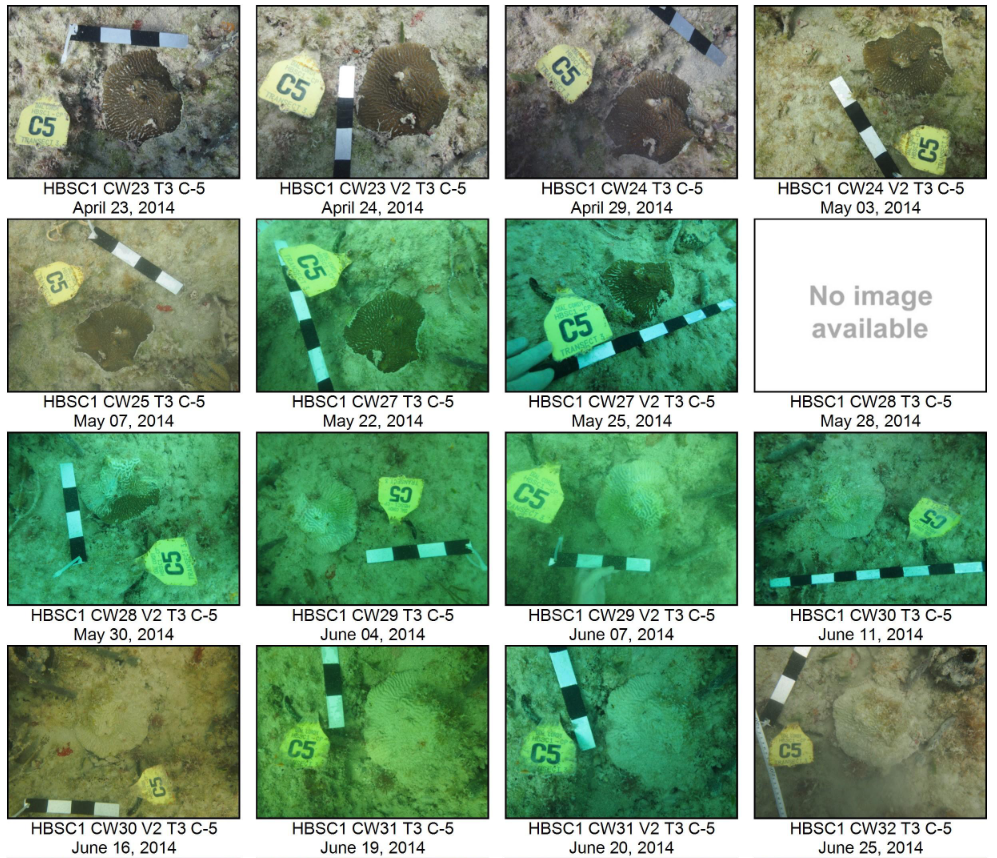 C5
TRANSECT 3
C5
C5
C5
HBSC1 CW23 T3 C-5
April 23, 2014
HBSC1 CW23 V2 T3 C-5
April 24, 2014
HBSC1 CW24 T3 C-5
April 29, 2014
HBSC1 CW24 V2 T3 C-5
May 03, 2014
C5
C5
C5
TRANSECT 3
No image
available
HBSC1 CW25 T3 C-5
May 07, 2014
HBSC1 CW27 T3 C-5
May 22, 2014
HBSC1 CW27 V2 T3 C-5
May 25, 2014
HBSC1 CW28 T3 C-5
May 28, 2014
C5
C5
C5
C5
HBSC1 CW28 V2 T3 C-5
May 30, 2014
HBSC1 CW29 T3 C-5
June 04, 2014
HBSC1 CW29 V2 T3 C-5
June 07, 2014
HBSC1 CW30 T3 C-5
June 11, 2014
C5
C5
C5
C5
HBSC1 CW30 V2 T3 C-5
June 16, 2014
HBSC1 CW31 T3 C-5
June 19, 2014
HBSC1 CW31 V2 T3 C-5
June 20, 2014
HBSC1 CW32 T3 C-5
June 25, 2014